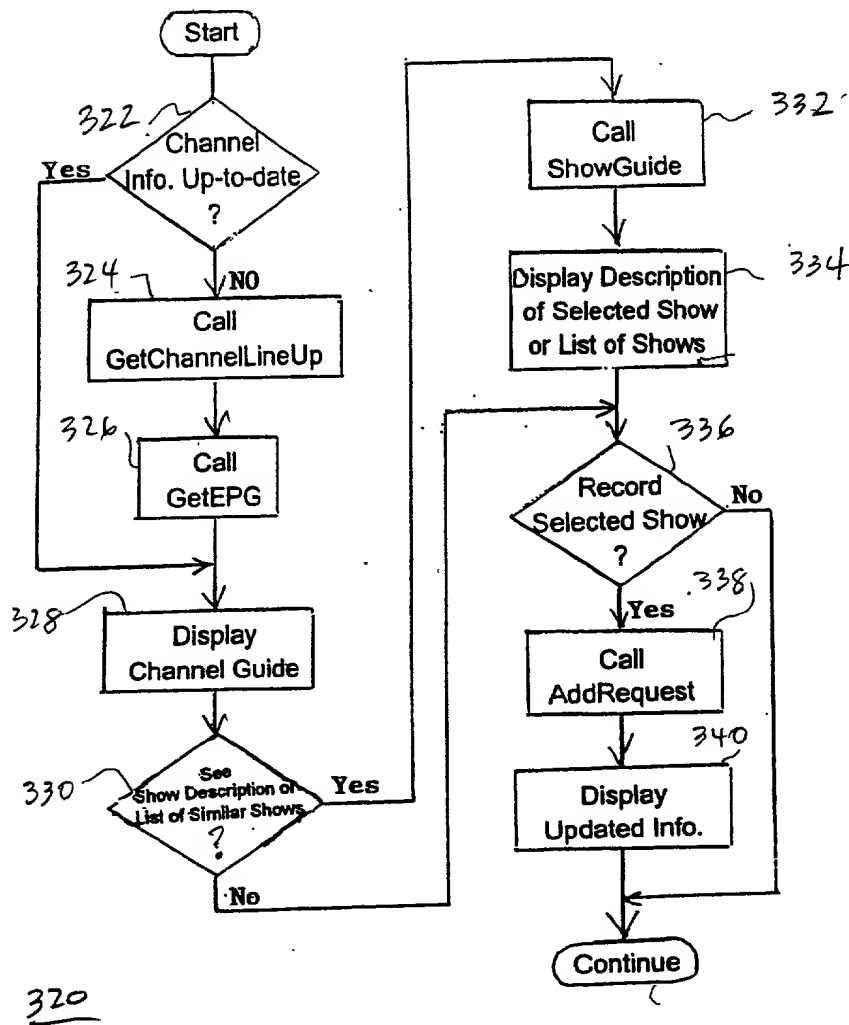 Start
322
Channel
Info. Up-to-date
?
Yes
NO
324
Call
GetChannelLineUp
326
Call
GetEPG
328
Display
Channel Guide
330
See
Show Description or
List of Similar Shows
?
Yes
No
332
Call
ShowGuide
334
Display Description
of Selected Show
or List of Shows
336
Record
Selected Show
?
No
Yes
338
Call
AddRequest
340
Display
Updated Info.
Continue
320